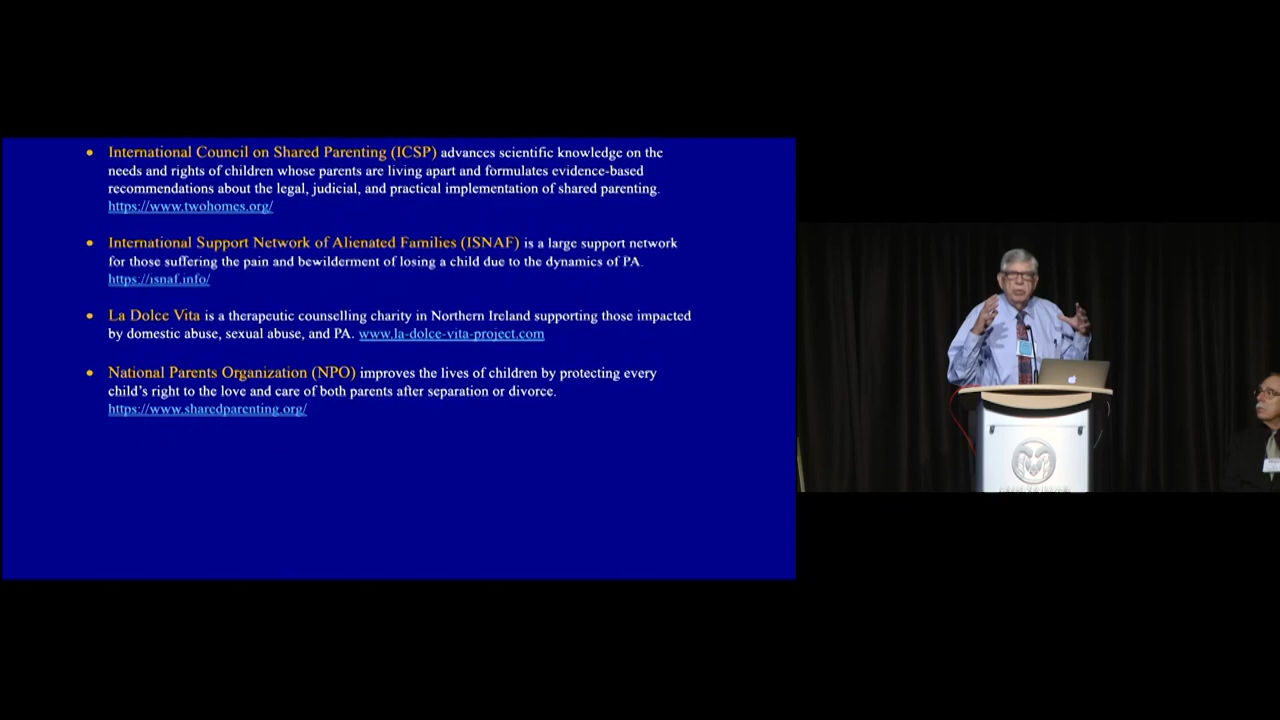 International Council on Shared Parenting (ICSP) advances scientific knowledge on the
needs and rights of children whose parents are living apart and formulates evidence-based
recommendations about the legal, judicial, and practical implementation of shared parenting.
https://www.twohomes.org/
International Support Network of Alienated Families (ISNAF) is a large support network
for those suffering the pain and bewilderment of losing a child due to the dynamics of PA.
https://isnaf.info/
La Dolce Vita is a therapeutic counselling charity in Northern Ireland supporting those impacted
by domestic abuse, sexual abuse, and PA. www.la-dolce-vita-project.com
National Parents Organization (NPO) improves the lives of children by protecting every
child's right to the love and care of both parents after separation or divorce.
https://www.sharedparenting.org/